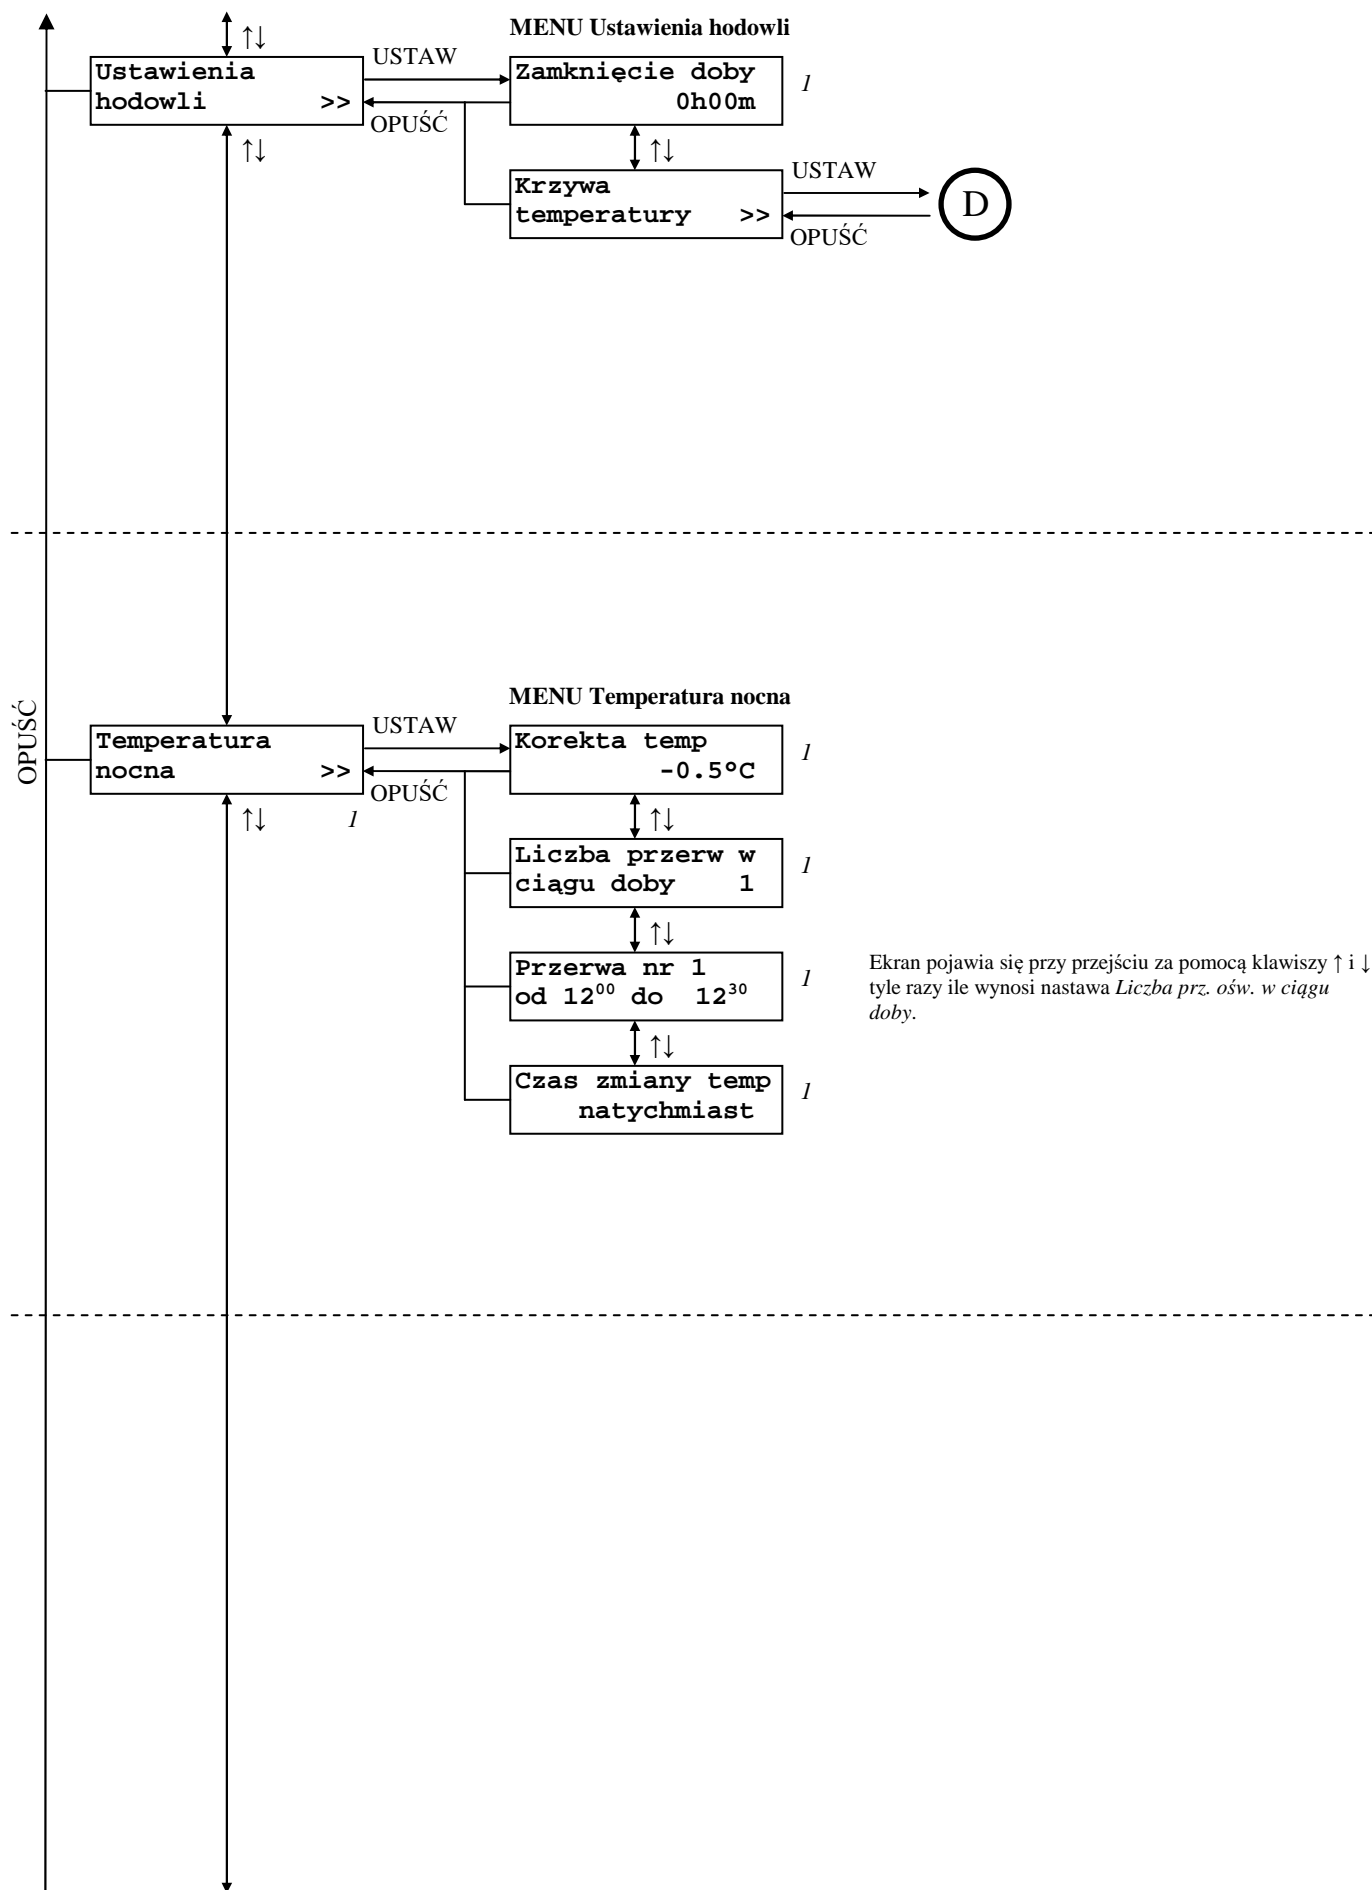 ↑↓
MENU Ustawienia hodowli
Ustawienia
hodowli >>
USTAW
OPUŚĆ
Zamknięcie doby
0h00m
1
↑↓
↑↓
Krzywa
temperatury >>
USTAW
OPUŚĆ
D
OPUŚĆ
MENU Temperatura nocna
Temperatura
nocna >>
USTAW
OPUŚĆ
Korekta temp
-0.5°C
1
↑↓ 1
↑↓
Liczba przerw w
ciągu doby 1
1
↑↓
Przerwa nr 1
od 12⁰⁰ do 12³⁰
1
Ekran pojawia się przy przejściu za pomocą klawiszy ↑ i ↓
tyle razy ile wynosi nastawa Liczba prz. ośw. w ciągu
doby.
↑↓
Czas zmiany temp
natychmiast
1